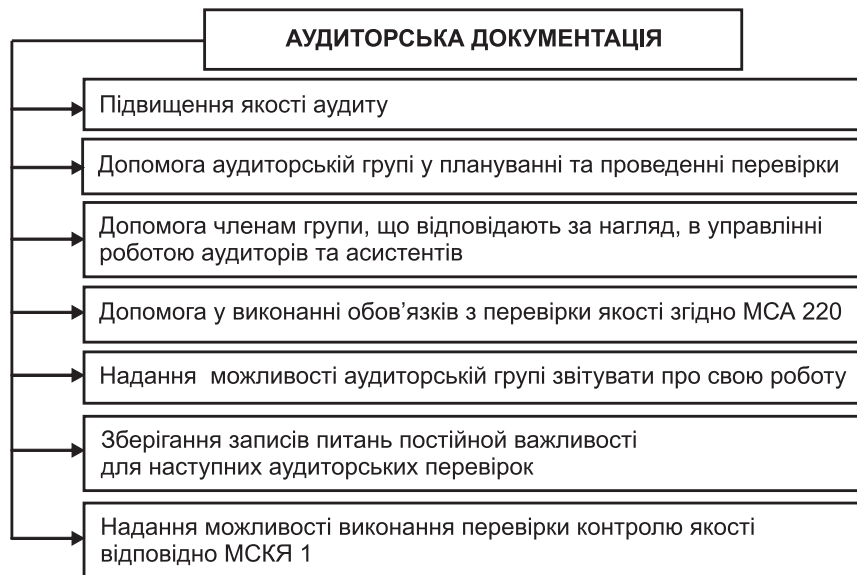 АУДИТОРСЬКА ДОКУМЕНТАЦІЯ
Підвищення якості аудиту
Допомога аудиторській групі у плануванні та проведенні перевірки
Допомога членам групи, що відповідають за нагляд, в управлінні
роботою аудиторів та асистентів
Допомога у виконанні обов’язків з перевірки якості згідно МСА 220
Надання можливості аудиторській групі звітувати про свою роботу
Зберігання записів питань постійної важливості
для наступних аудиторських перевірок
Надання можливості виконання перевірки контролю якості
відповідно МСКЯ 1